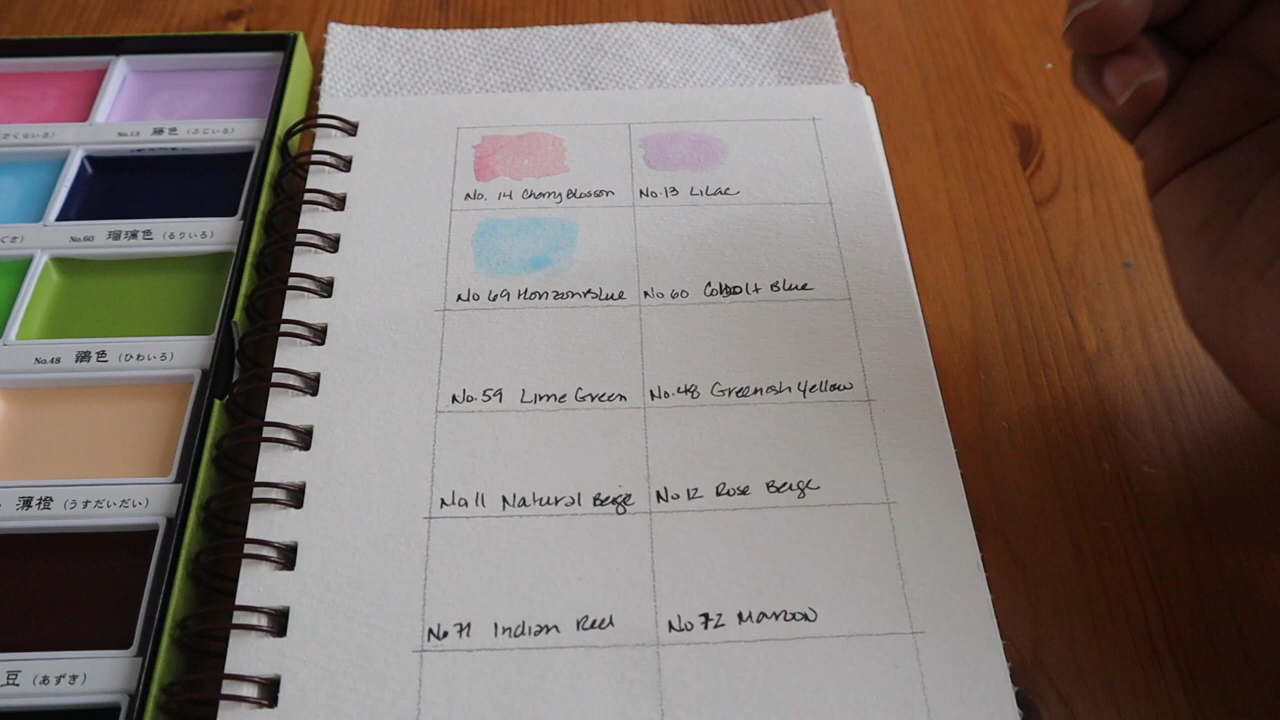 No.13 藤色 (ふじいろ)
No.60 瑠璃色 (るりいろ)
No.48 鶸色 (ひわいろ)
薄橙 (うすだいだい)
豆 (あずき)
No. 14 Cherry Blossom
No.13 Lilac
No 69 Horizon Blue
No 60 Cobolt Blue
No.59 Lime Green
No.48 Greenish Yellow
No11 Natural Beige
No 12 Rose Beige
No 71 Indian Red
No 72 Maroon